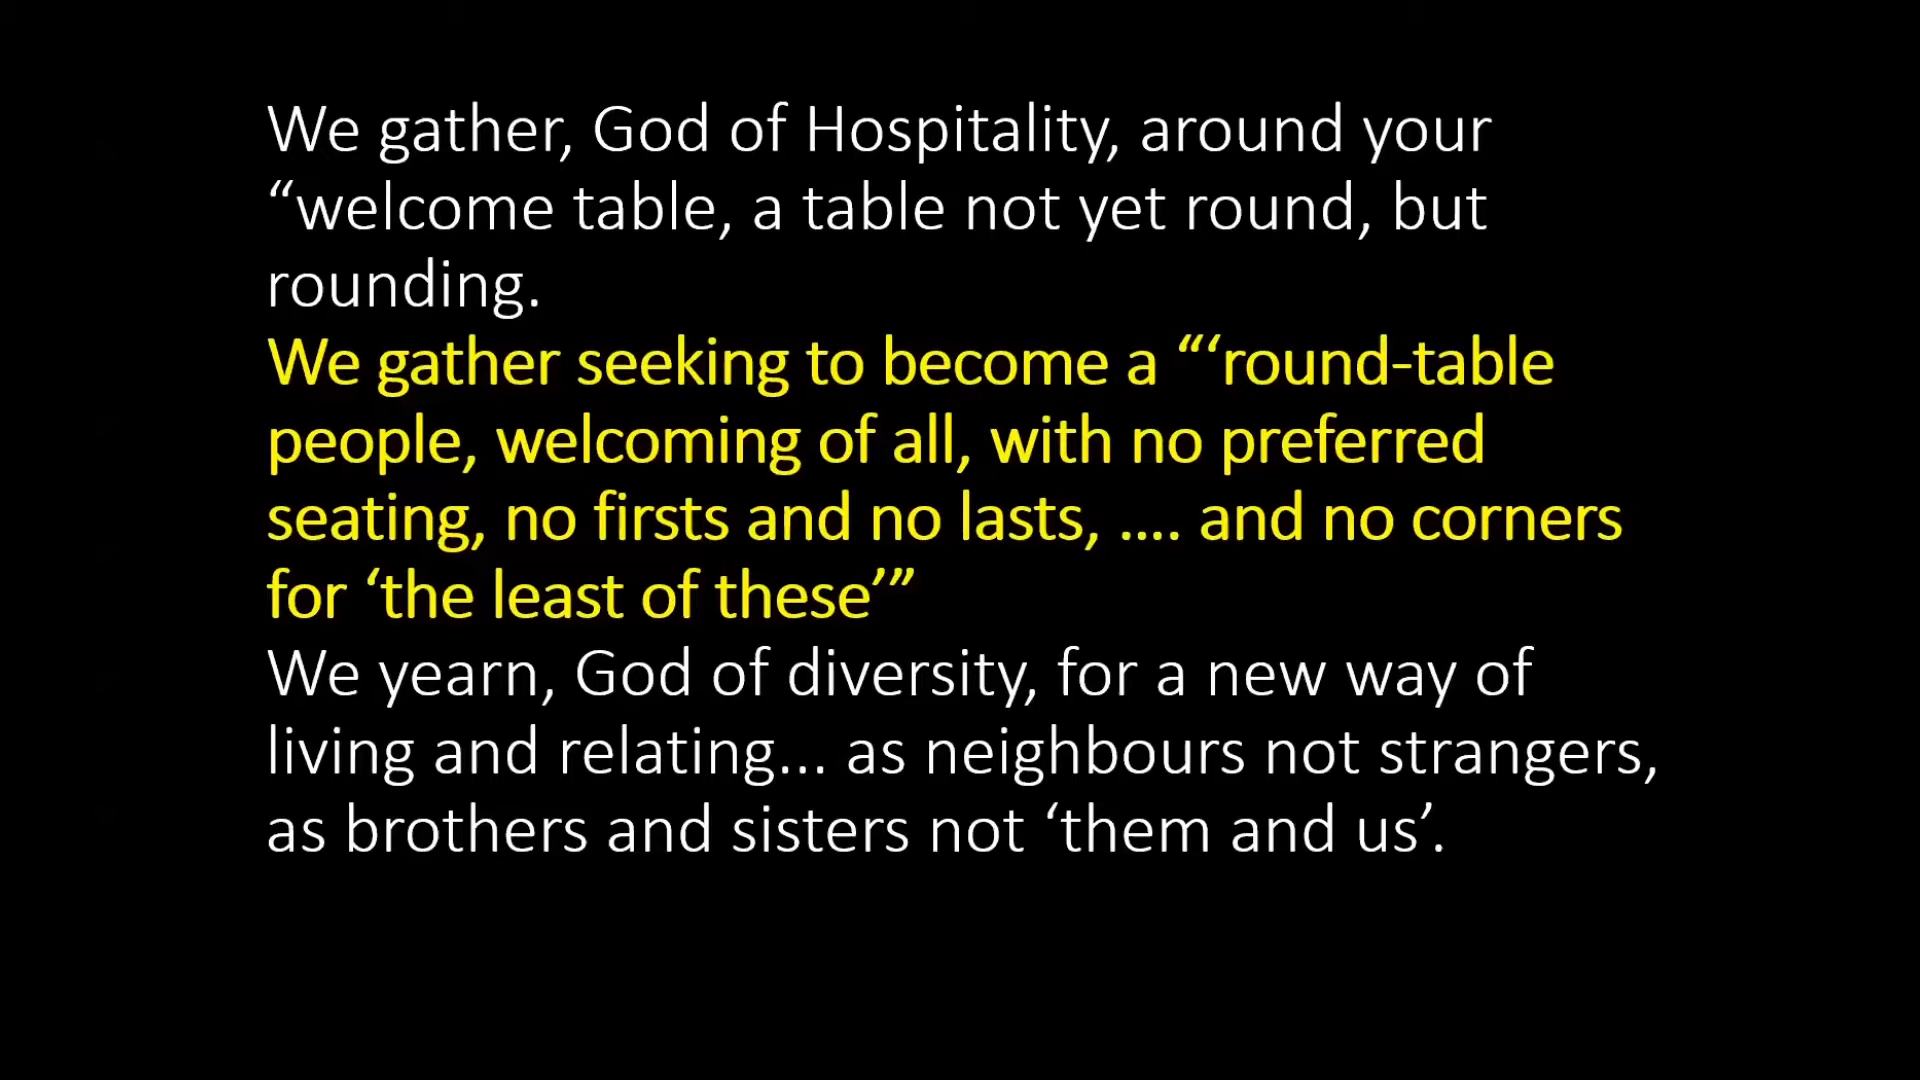 We gather, God of Hospitality, around your
“welcome table, a table not yet round, but
rounding.
We gather seeking to become a “‘round-table
people, welcoming of all, with no preferred
seating, no firsts and no lasts, .... and no corners
for ‘the least of these’”
We yearn, God of diversity, for a new way of
living and relating... as neighbours not strangers,
as brothers and sisters not ‘them and us’.